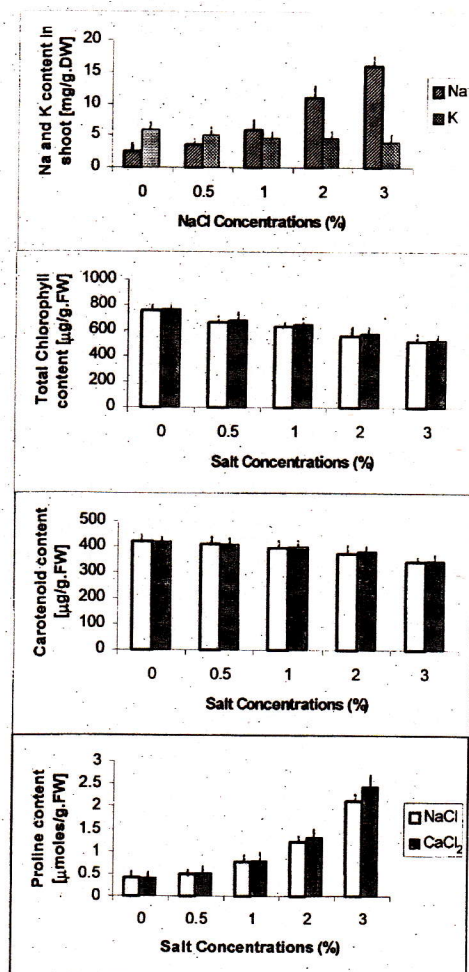 Na and K content in
shoot [mg/g.DW]
20
15
10
5
0
0 0.5 1 2 3
NaCl Concentrations (%)
Na
K
Total Chlorophyll
content [µg/g.FW]
1000
800
600
400
200
0
0 0.5 1 2 3
Salt Concentrations (%)
Carotenoid content
[µg/g.FW]
500
400
300
200
100
0
0 0.5 1 2 3
Salt Concentrations (%)
Proline content
[µmoles/g.FW]
3
2.5
2
1.5
1
0.5
0
0 0.5 1 2 3
Salt Concentrations (%)
NaCl
CaCl₂